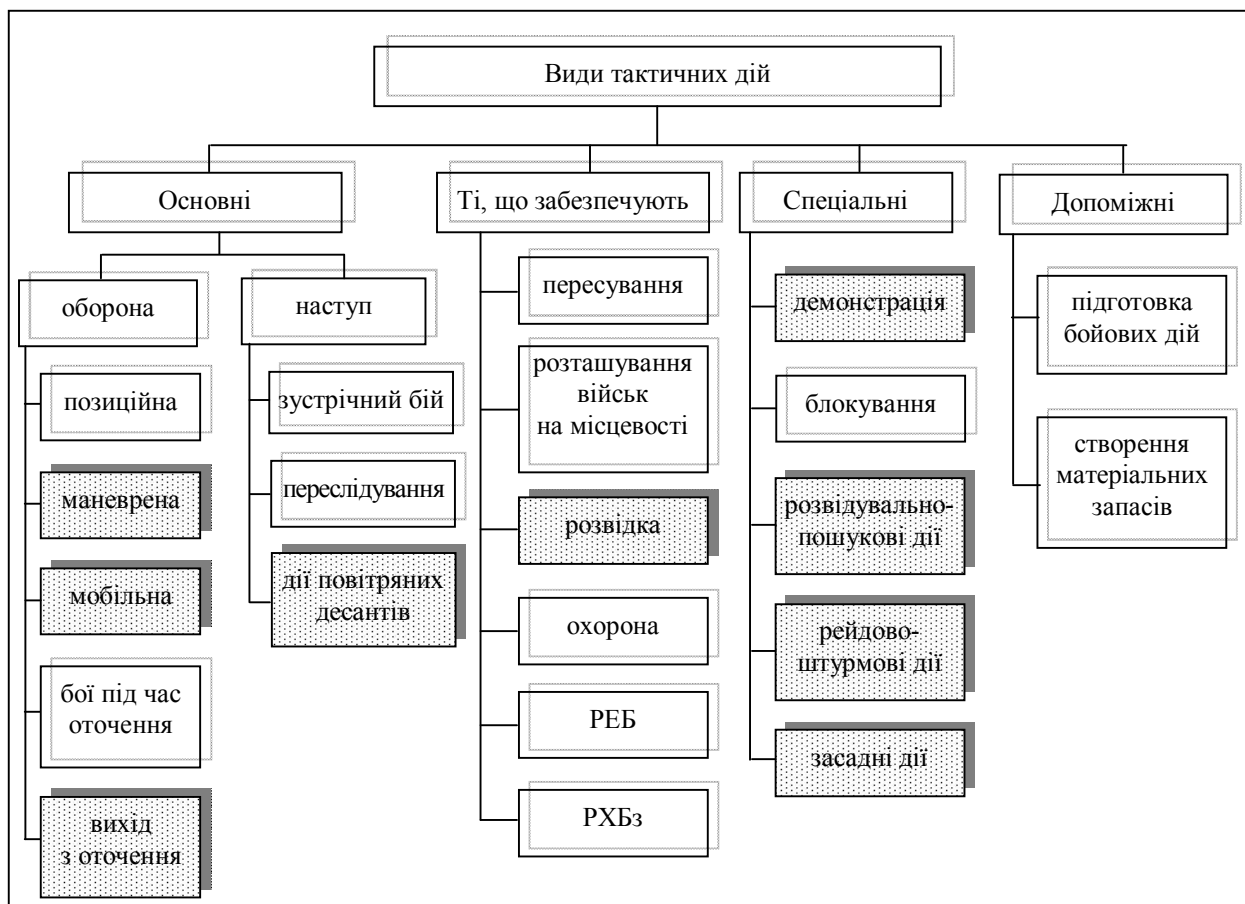 Види тактичних дій
Основні
Ті, що забезпечують
Спеціальні
Допоміжні
оборона
наступ
позиційна
маневрена
мобільна
бої під час
оточення
вихід
з оточення
зустрічний бій
переслідування
дії повітряних
десантів
пересування
розташування
військ
на місцевості
розвідка
охорона
РЕБ
РХБз
демонстрація
блокування
розвідувально-
пошукові дії
рейдово-
штурмові дії
засадні дії
підготовка
бойових дій
створення
матеріальних
запасів